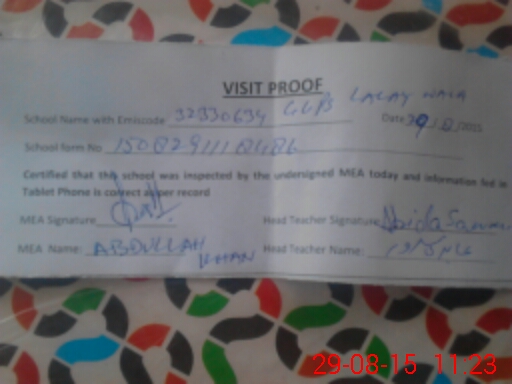 VISIT PROOF
School Name with Emiscode 32330634 GGPS LALAY WALA
Date 29/8/2015
School form No 150829111
Certified that the school was inspected by the undersigned MEA today and information fed in
Tablet Phone is correct as per record
MEA Signature Head Teacher Signature
MEA Name: ABDULLAH KHAN Head Teacher Name:
29-08-15 11:23